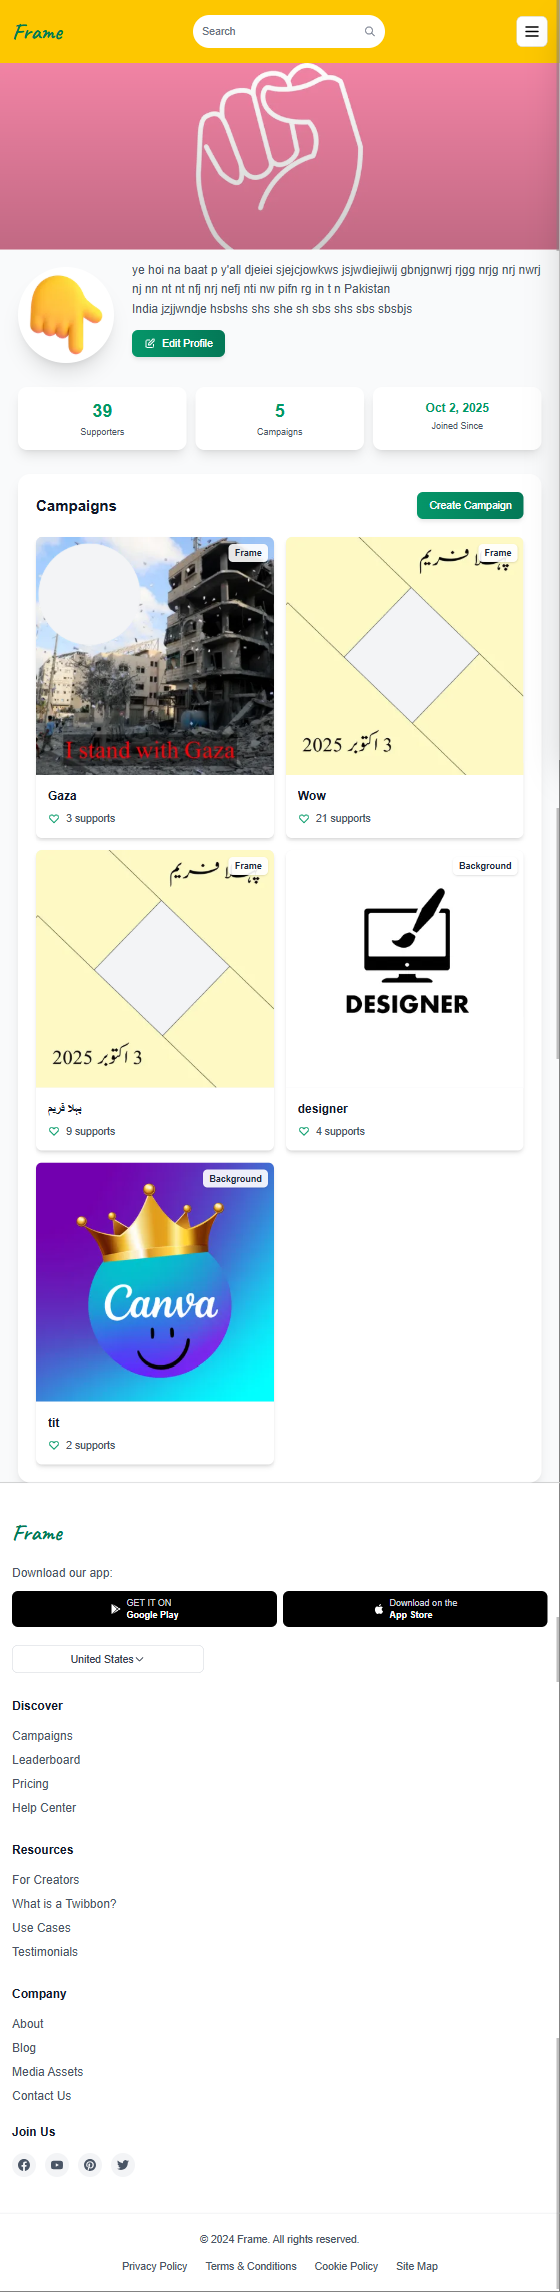 Frame
Search
ye hoi na baat p y'all djeiei sjejcjowkws jsjwdiejiwij gbnjgnwrj rjgg nrjg nrj nwrj
nj nn nt nt nfj nrj nefj nti nw pifn rg in t n Pakistan
India jzjjwndje hsbshs shs she sh sbs shs sbs sbsbjs
Edit Profile
39
Supporters
5
Campaigns
Oct 2, 2025
Joined Since
Campaigns
Create Campaign
Frame
I stand with Gaza
Gaza
3 supports
Frame
پہلا فریم
3 اکتوبر 2025
Wow
21 supports
Frame
فریم
3 اکتوبر 2025
پہلا فریم
9 supports
Background
DESIGNER
designer
4 supports
Background
Canva
tit
2 supports
Frame
Download our app:
GET IT ON
Google Play
Download on the
App Store
United States
Discover
Campaigns
Leaderboard
Pricing
Help Center
Resources
For Creators
What is a Twibbon?
Use Cases
Testimonials
Company
About
Blog
Media Assets
Contact Us
Join Us
© 2024 Frame. All rights reserved.
Privacy Policy
Terms & Conditions
Cookie Policy
Site Map